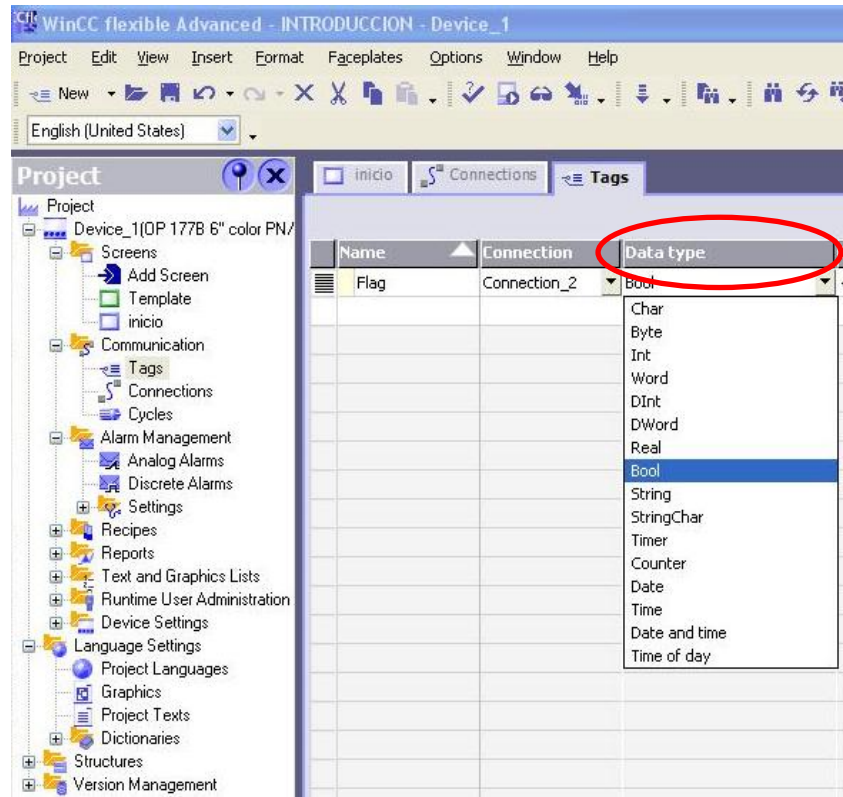 WinCC flexible Advanced - INTRODUCCION - Device_1
Project Edit View Insert Format Faceplates Options Window Help
New
English (United States)
Project
inicio Connections Tags
Project
Device_1(OP 177B 6" color PN/
Screens
Add Screen
Template
inicio
Communication
Tags
Connections
Cycles
Alarm Management
Analog Alarms
Discrete Alarms
Settings
Recipes
Reports
Text and Graphics Lists
Runtime User Administration
Device Settings
Language Settings
Project Languages
Graphics
Project Texts
Dictionaries
Structures
Version Management
Name Connection Data type
Flag Connection_2 Bool
Char
Byte
Int
Word
DInt
DWord
Real
Bool
String
StringChar
Timer
Counter
Date
Time
Date and time
Time of day